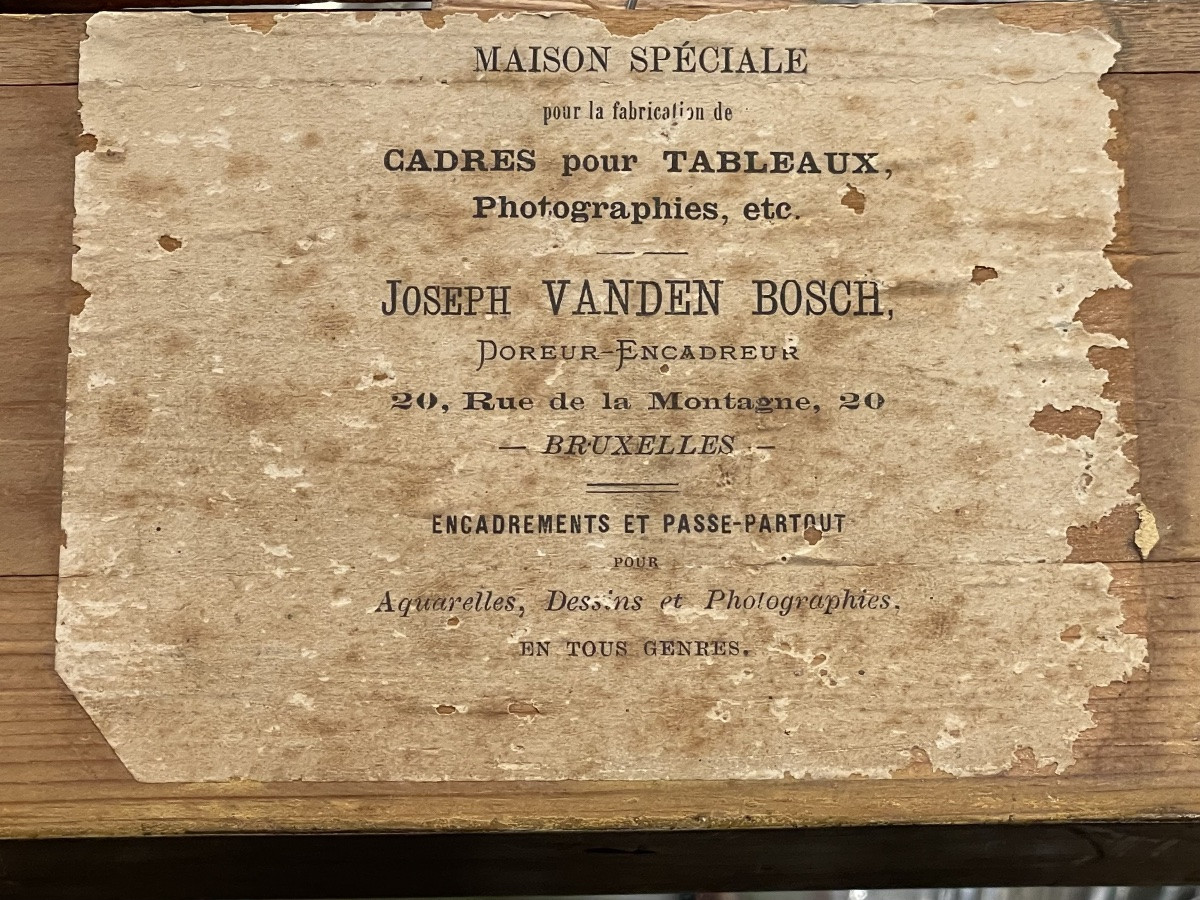 MAISON SPÉCIALE
pour la fabrication de
CADRES pour TABLEAUX,
Photographies, etc.
JOSEPH VANDEN BOSCH,
DOREUR-ENCADREUR
20, Rue de la Montagne, 20
— BRUXELLES —
ENCADREMENTS ET PASSE-PARTOUT
POUR
Aquarelles, Dessins et Photographies,
EN TOUS GENRES.